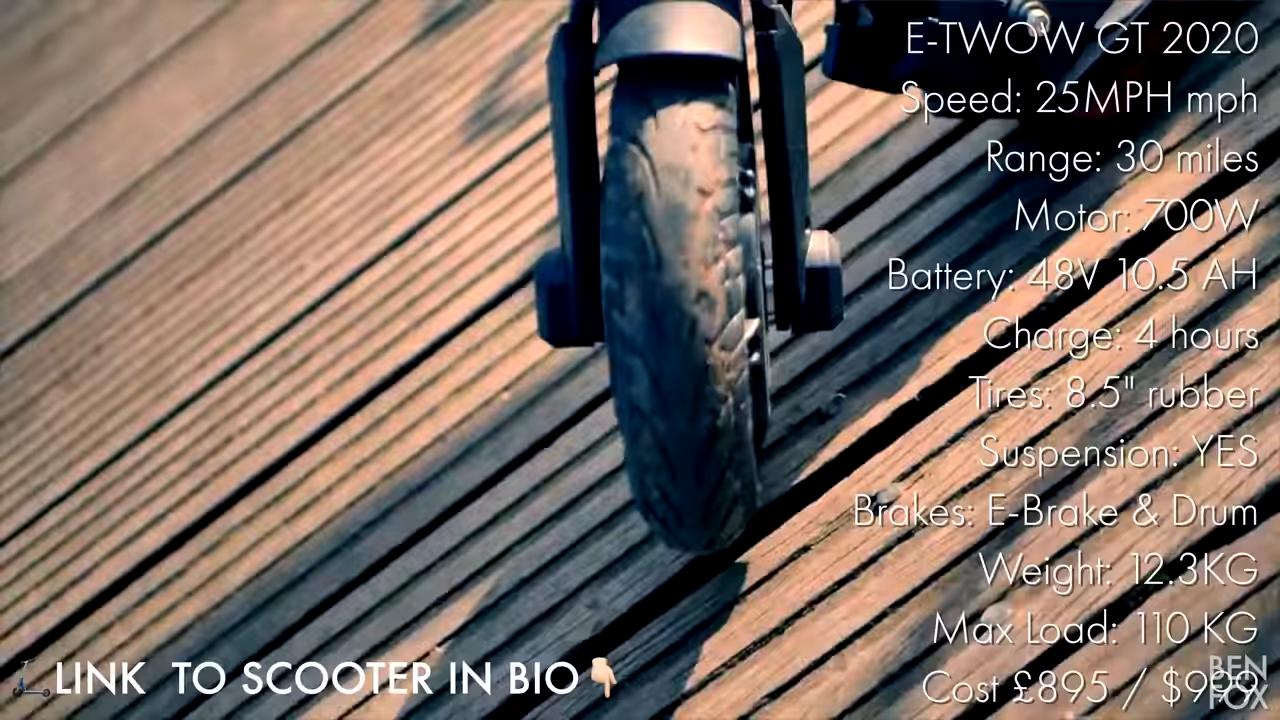 E-TWOW GT 2020
Speed: 25MPH mph
Range: 30 miles
Motor: 700W
Battery: 48V 10.5 AH
Charge: 4 hours
Tires: 8.5" rubber
Suspension: YES
Brakes: E-Brake & Drum
Weight: 12.3KG
Max Load: 110 KG
Cost £895 /
LINK TO SCOOTER IN BIO
BEN
FOX